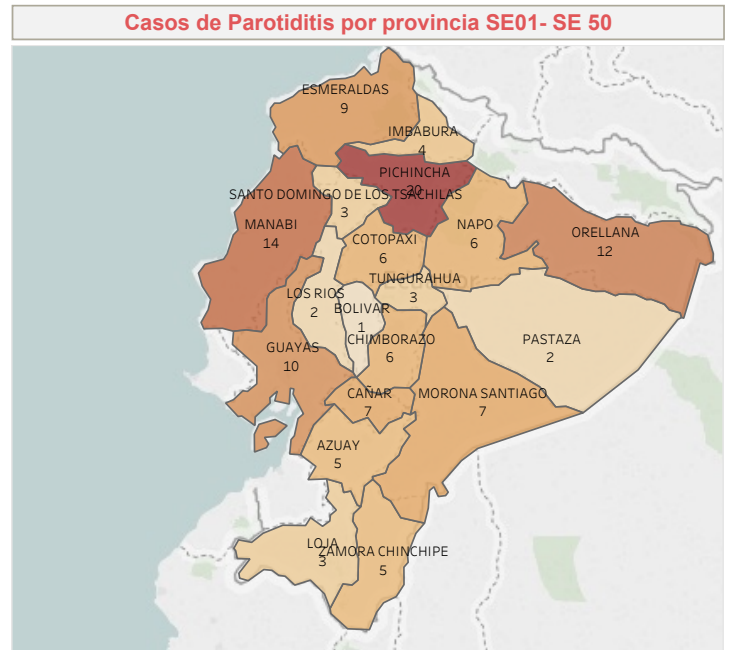 Casos de Parotiditis por provincia SE01- SE 50
ESMERALDAS
9
IMBABURA
4
PICHINCHA
20
SANTO DOMINGO DE LOS TSACHILAS
3
MANABI
14
COTOPAXI
6
NAPO
6
ORELLANA
12
TUNGURAHUA
3
Ecuador
LOS RIOS
2
BOLIVAR
1
CHIMBORAZO
6
PASTAZA
2
GUAYAS
10
CAÑAR
7
MORONA SANTIAGO
7
AZUAY
5
LOJA
3
ZAMORA CHINCHIPE
5